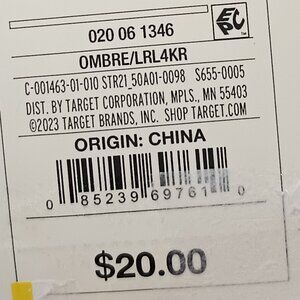 020 06 1346
EPC
OMBRE/LRL4KR
C-001463-01-010 STR21_50A01-0098 S655-0005
DIST. BY TARGET CORPORATION, MPLS., MN 55403
©2023 TARGET BRANDS, INC. SHOP TARGET.COM
ORIGIN: CHINA
0 85239 69761 0
$20.00